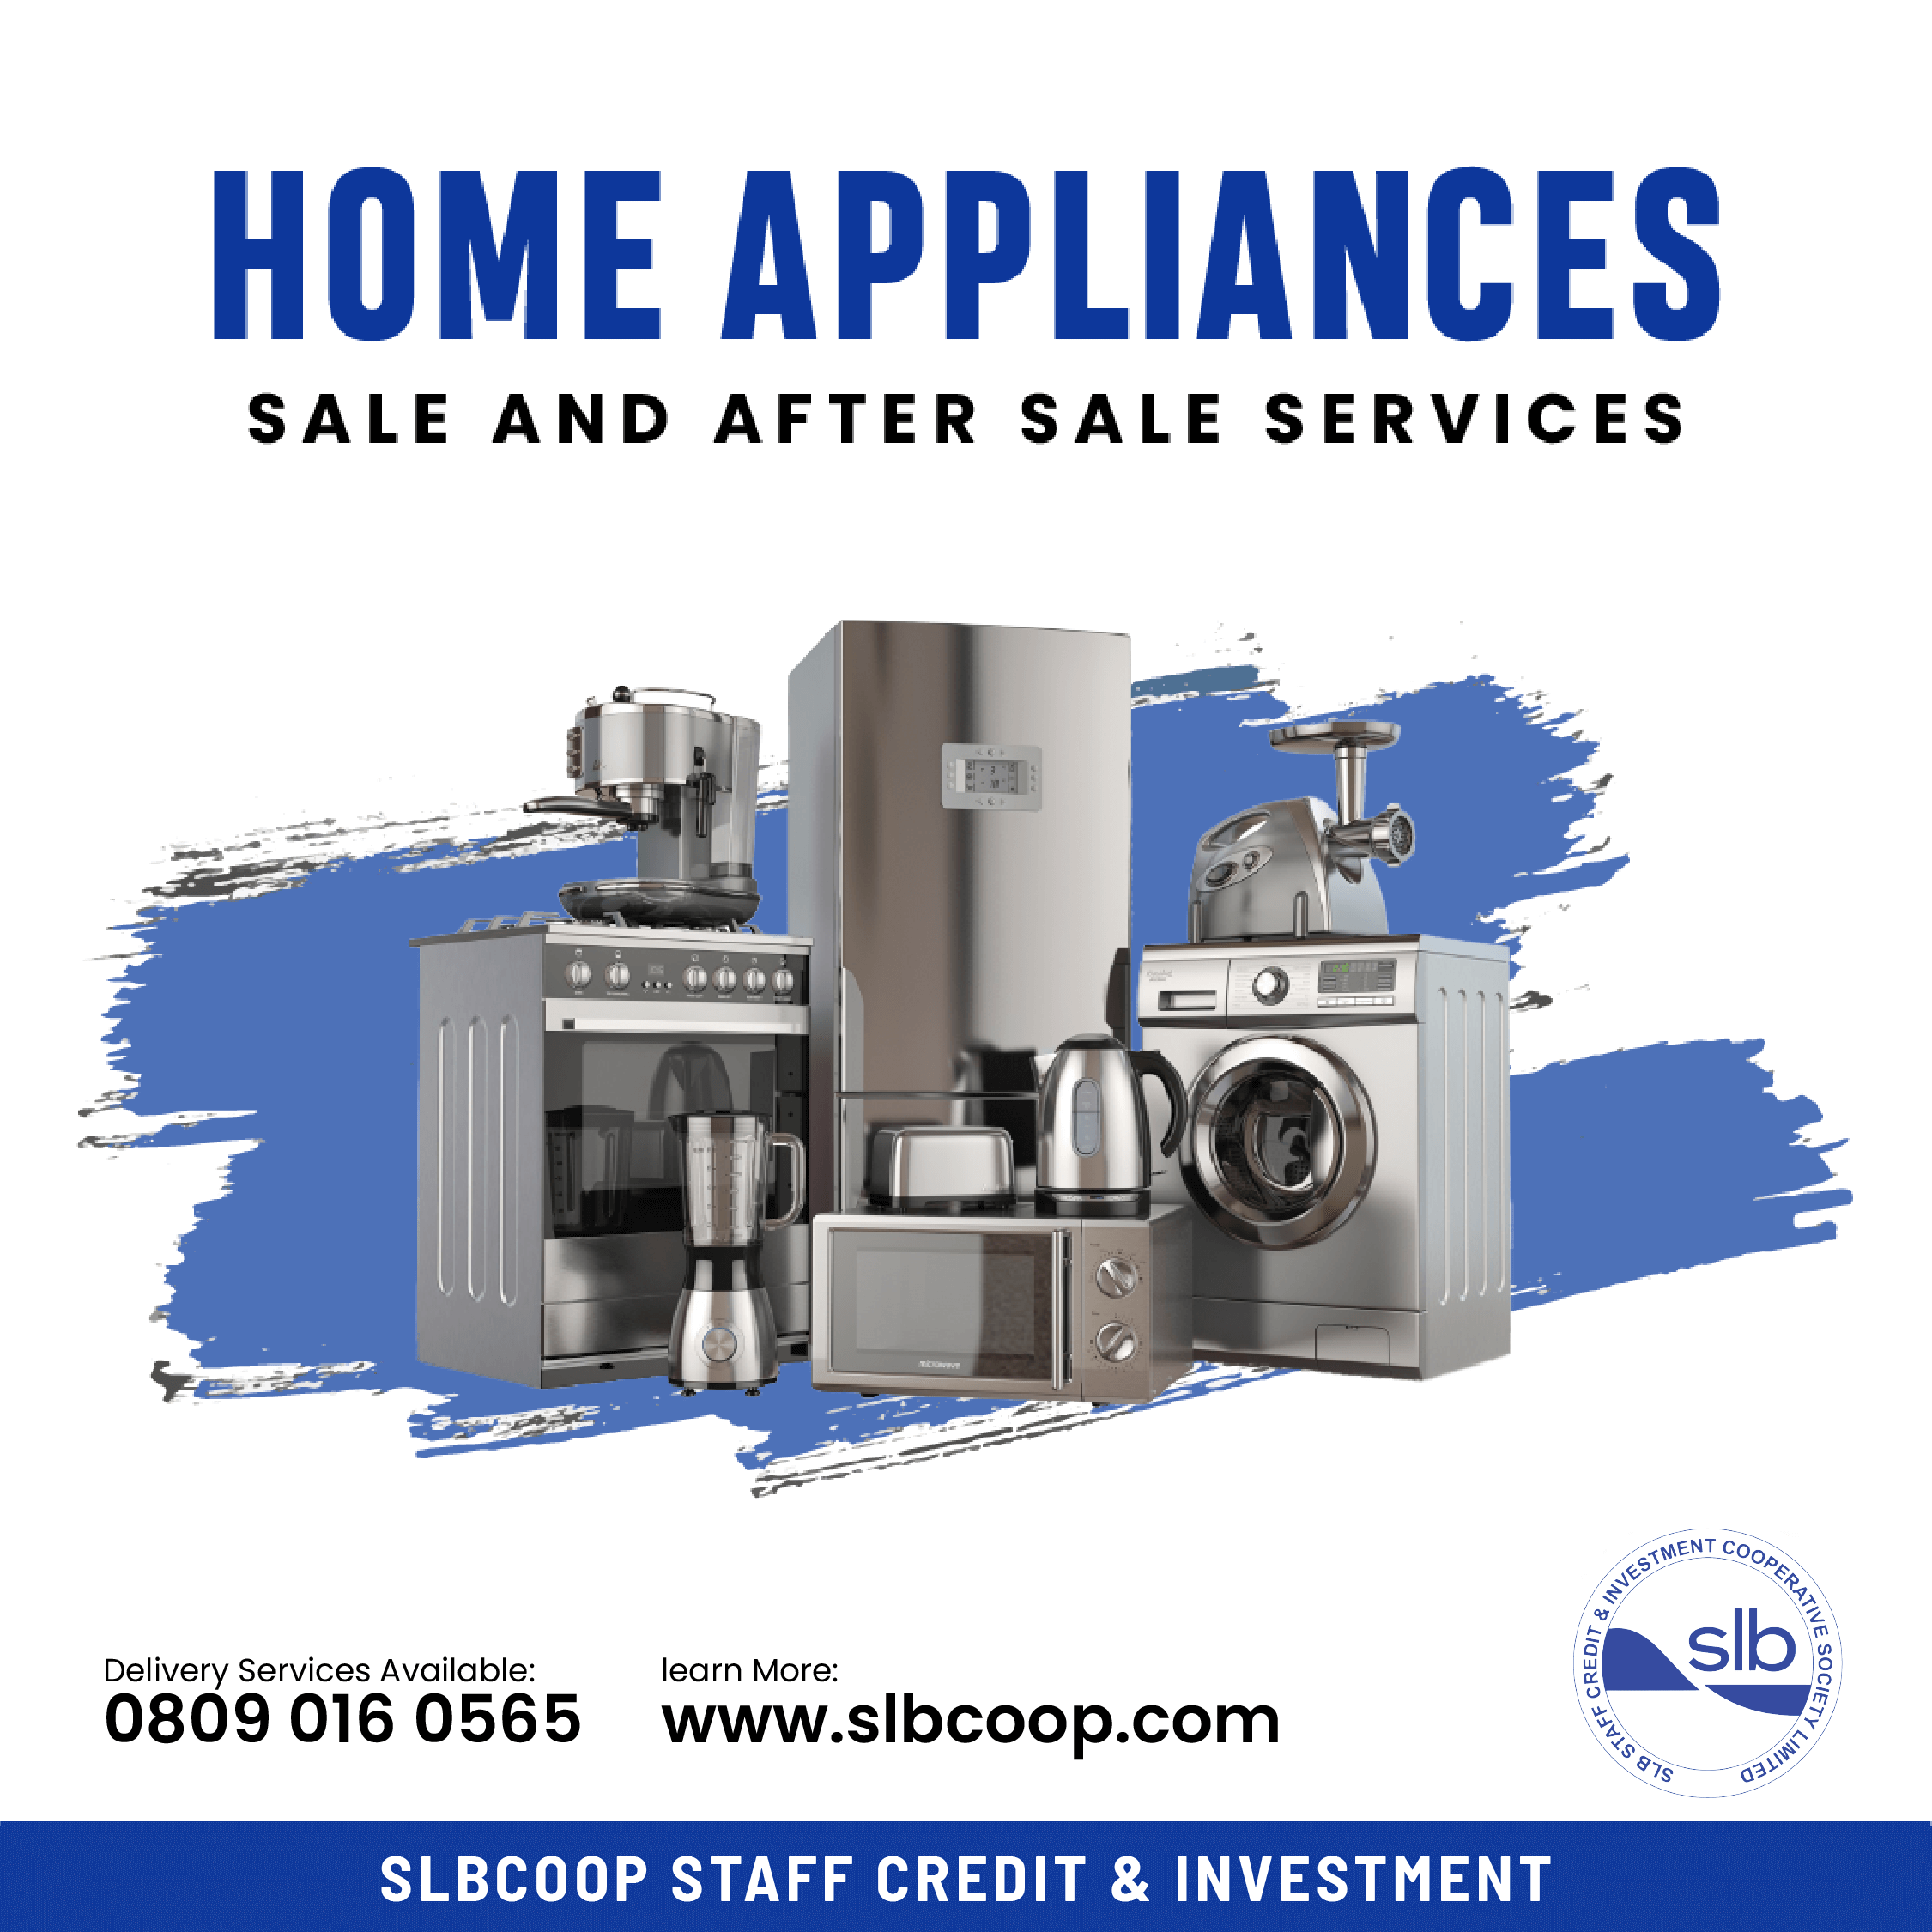 HOME APPLIANCES
SALE AND AFTER SALE SERVICES
microwave
Delivery Services Available:
0809 016 0565
learn More:
www.slbcoop.com
SLB STAFF CREDIT & INVESTMENT COOPERATIVE SOCIETY LIMITED
slb
SLBCOOP STAFF CREDIT & INVESTMENT